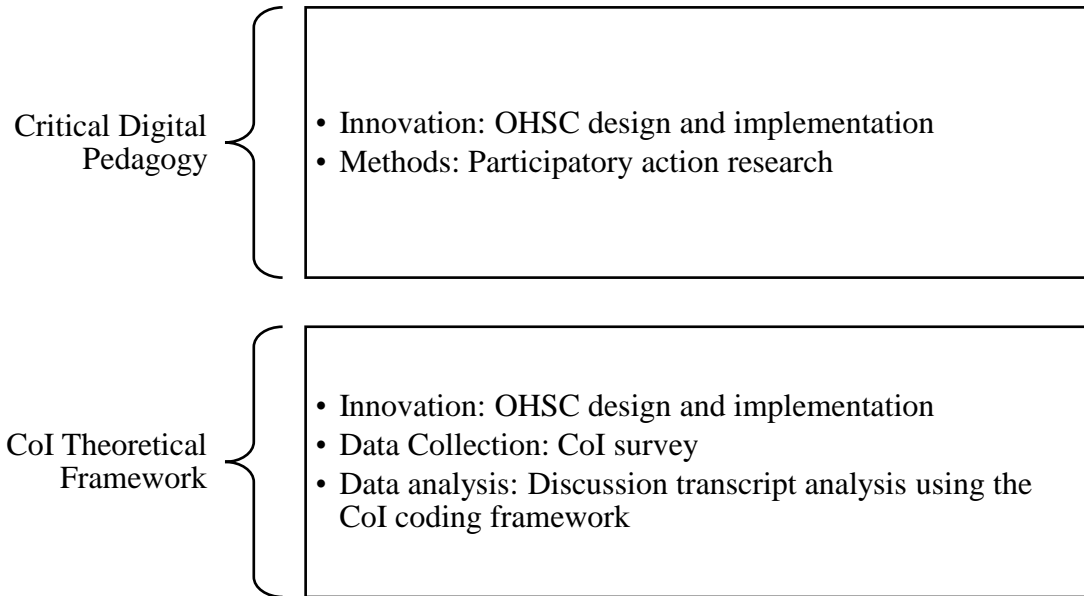 Critical Digital
Pedagogy
• Innovation: OHSC design and implementation
• Methods: Participatory action research
CoI Theoretical
Framework
• Innovation: OHSC design and implementation
• Data Collection: CoI survey
• Data analysis: Discussion transcript analysis using the
CoI coding framework